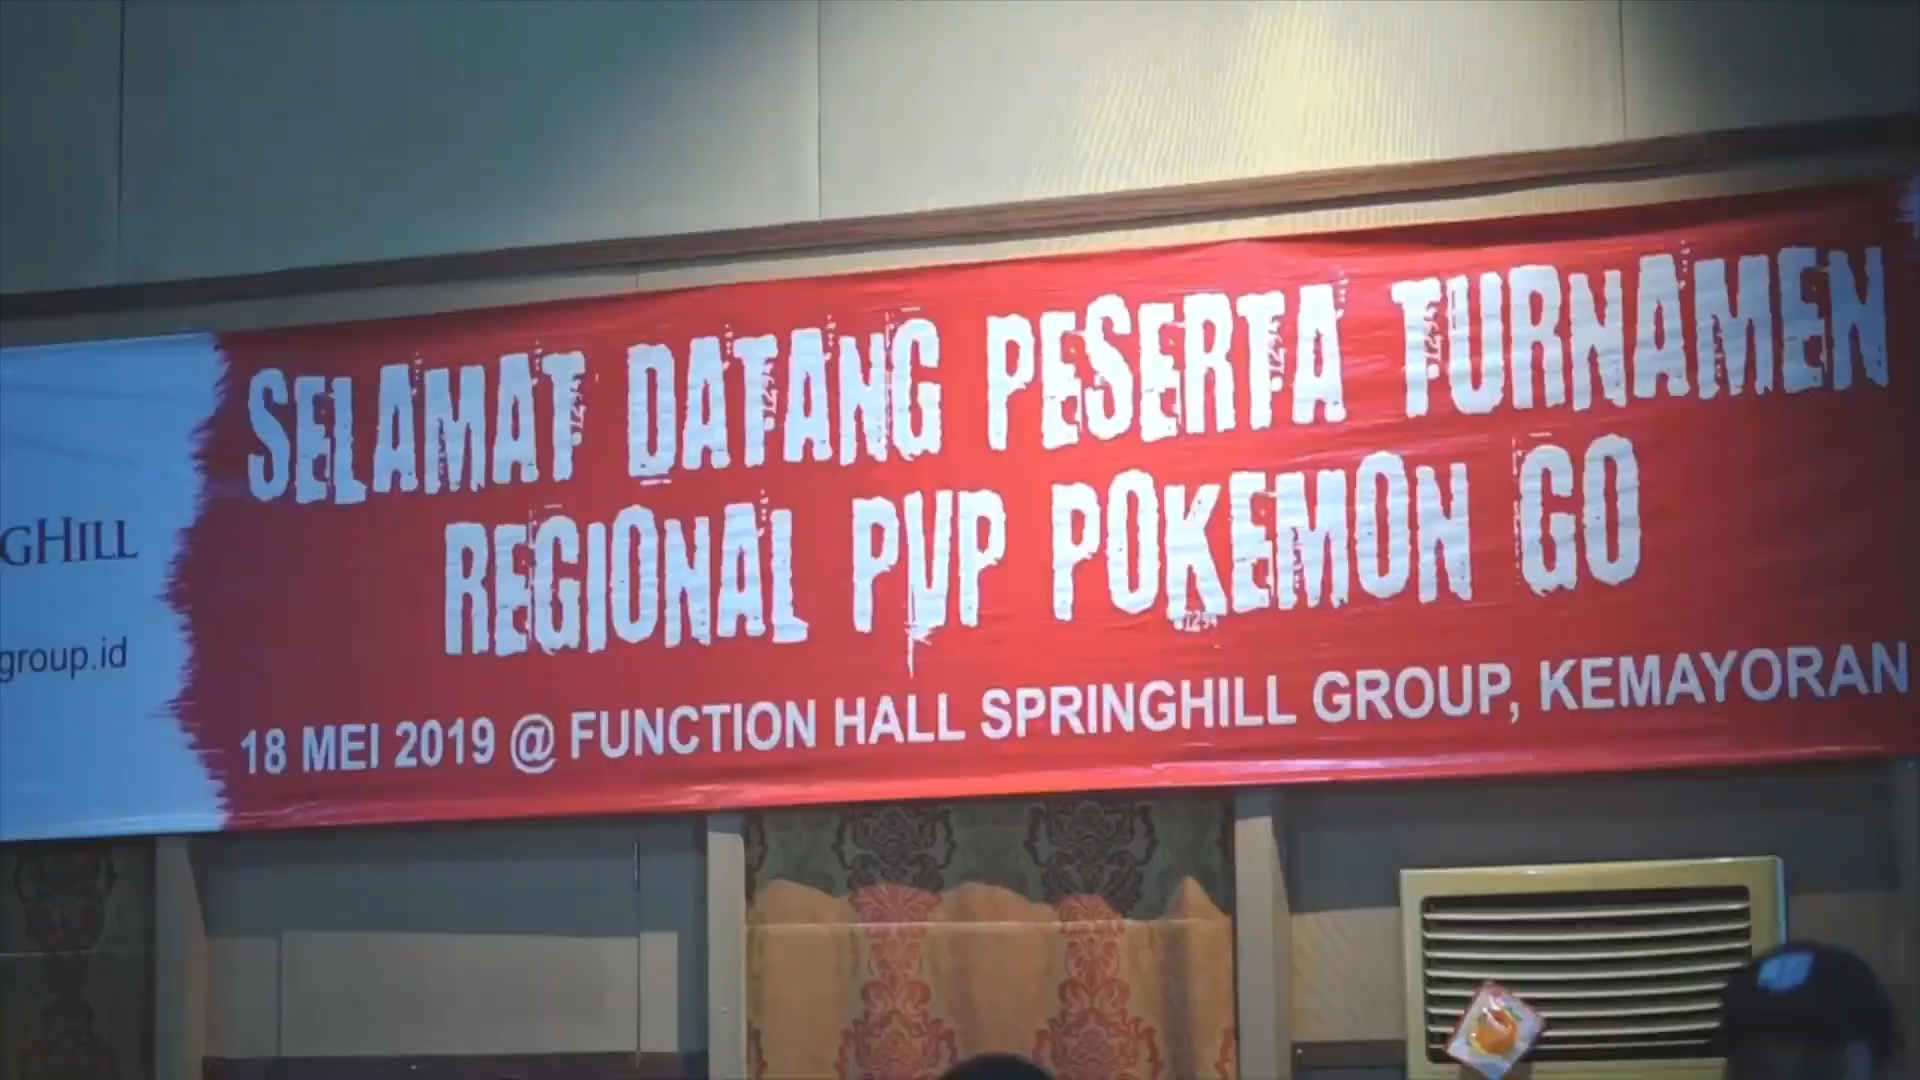 GHILL
group.id
SELAMAT DATANG PESERTA TURNAMEN
REGIONAL PVP POKEMON GO
18 MEI 2019 @ FUNCTION HALL SPRINGHILL GROUP, KEMAYORAN